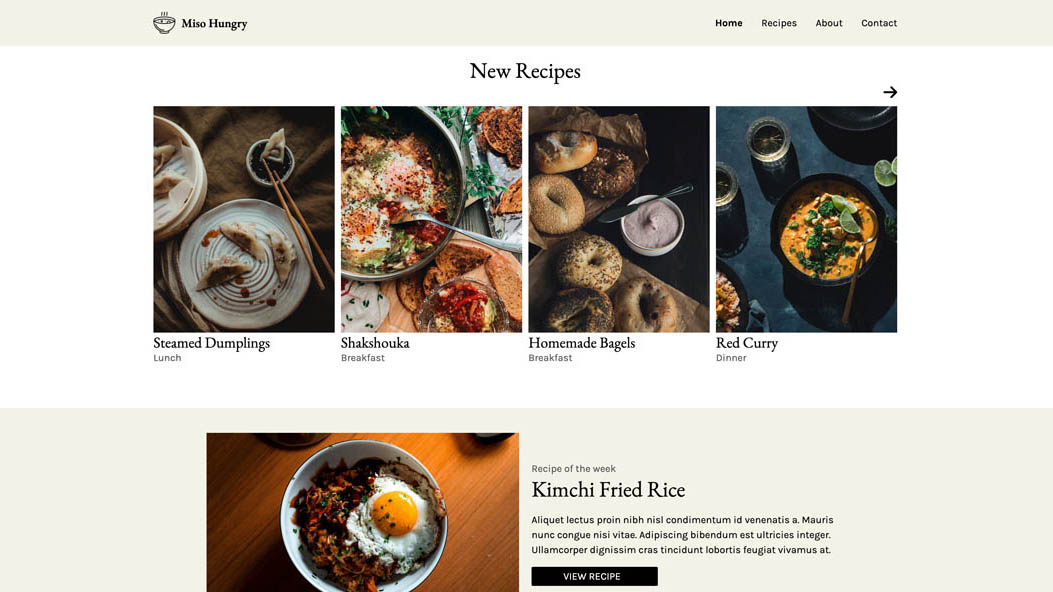 Miso Hungry
Home Recipes About Contact
New Recipes
Steamed Dumplings
Lunch
Shakshouka
Breakfast
Homemade Bagels
Breakfast
Red Curry
Dinner
Recipe of the week
Kimchi Fried Rice
Aliquet lectus proin nibh nisl condimentum id venenatis a. Mauris
nunc congue nisi vitae. Adipiscing bibendum est ultricies integer.
Ullamcorper dignissim cras tincidunt lobortis feugiat vivamus at.
VIEW RECIPE